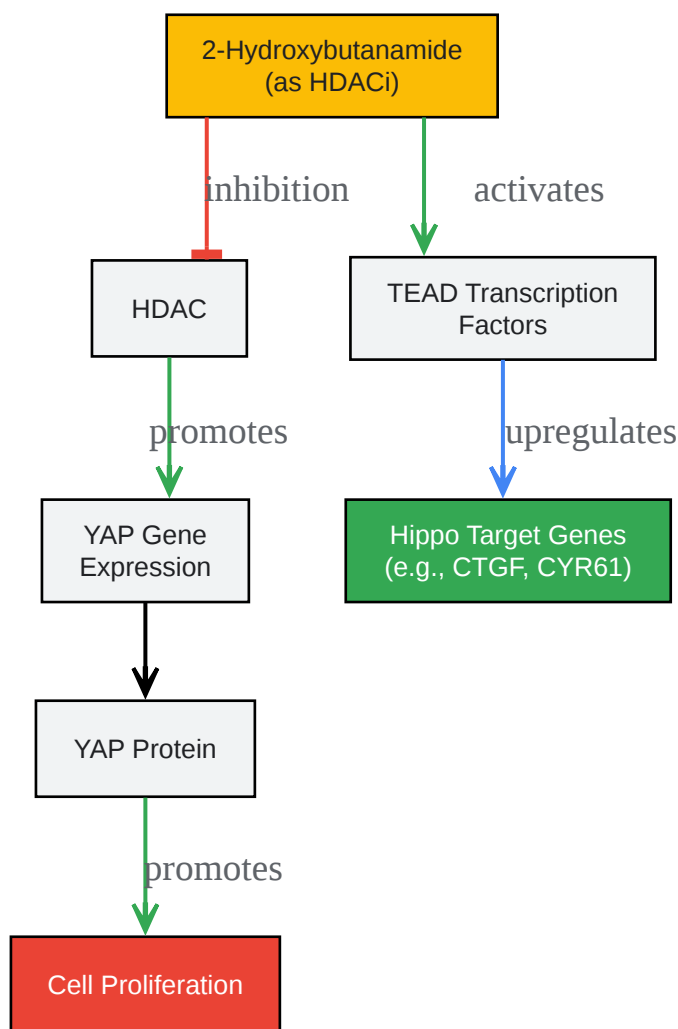 2-Hydroxybutanamide
(as HDACi)
inhibition
activates
HDAC
TEAD Transcription
Factors
promotes
upregulates
YAP Gene
Expression
Hippo Target Genes
(e.g., CTGF, CYR61)
YAP Protein
promotes
Cell Proliferation